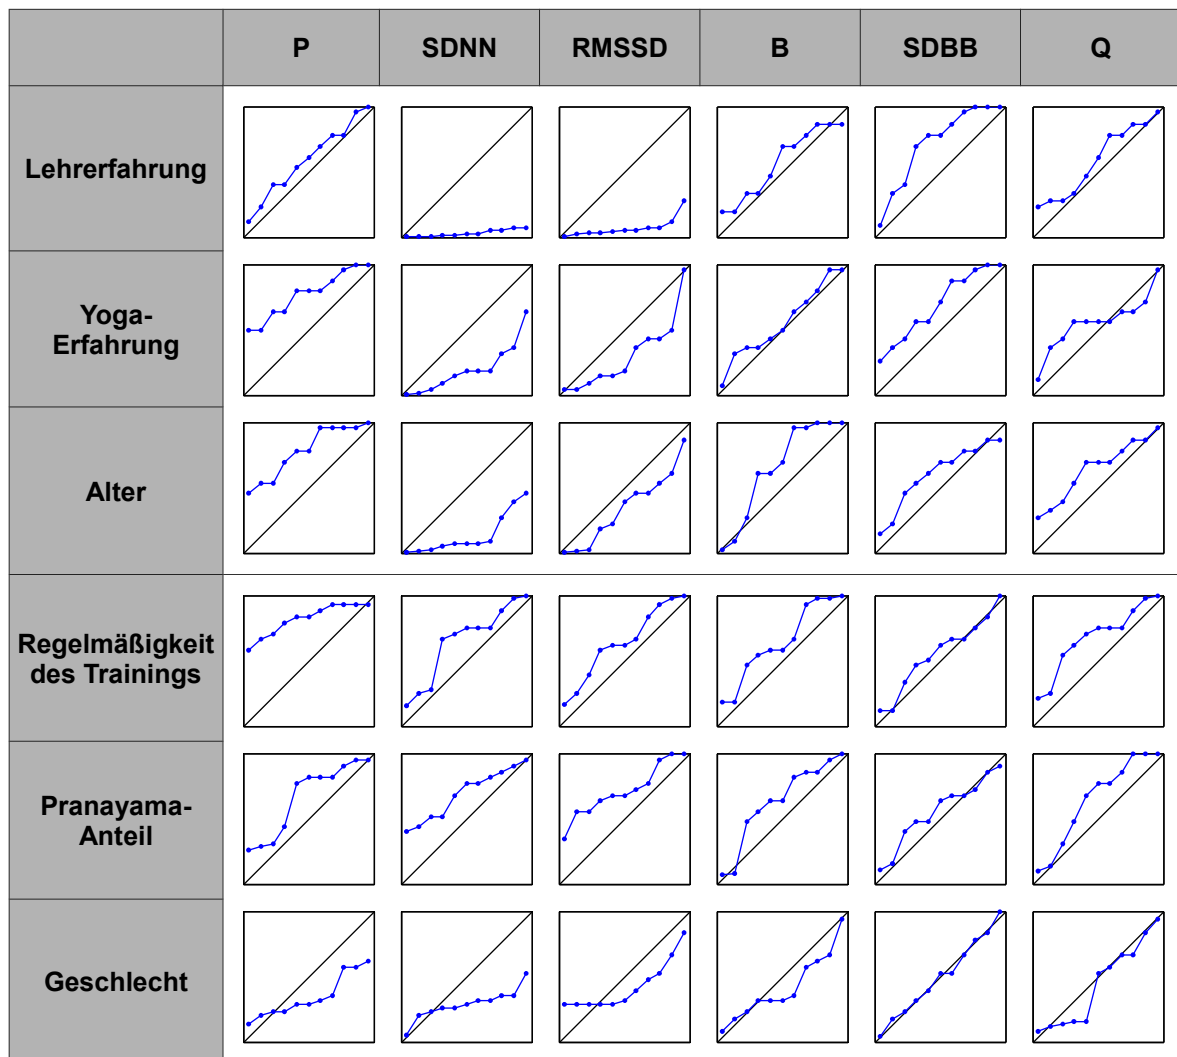 P SDNN RMSSD B SDBB Q
Lehrerfahrung
Yoga-
Erfahrung
Alter
Regelmäßigkeit
des Trainings
Pranayama-
Anteil
Geschlecht